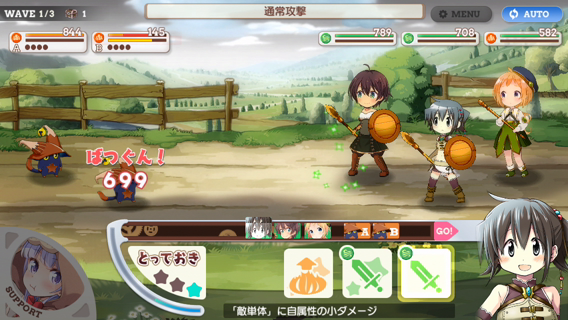 WAVE 1/3 1
通常攻撃
MENU
AUTO
844
A
145
B
789
708
582
ばつぐん!
699
A B GO!
とっておき
SUPPORT
「敵単体」に自属性の小ダメージ